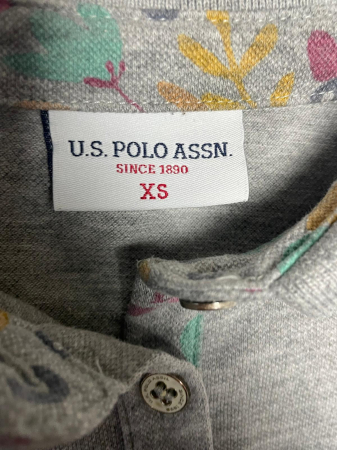 U.S. POLO ASSN.
SINCE 1890
XS